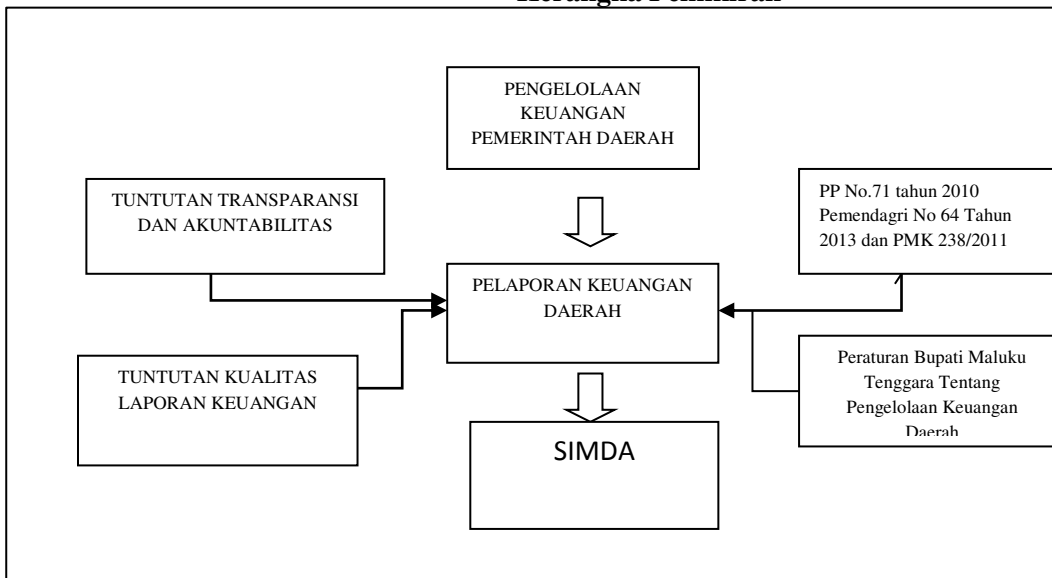 PENGELOLAAN
KEUANGAN
PEMERINTAH DAERAH
TUNTUTAN TRANSPARANSI
DAN AKUNTABILITAS
PP No.71 tahun 2010
Pemendagri No 64 Tahun
2013 dan PMK 238/2011
PELAPORAN KEUANGAN
DAERAH
TUNTUTAN KUALITAS
LAPORAN KEUANGAN
Peraturan Bupati Maluku
Tenggara Tentang
Pengelolaan Keuangan
Daerah
SIMDA